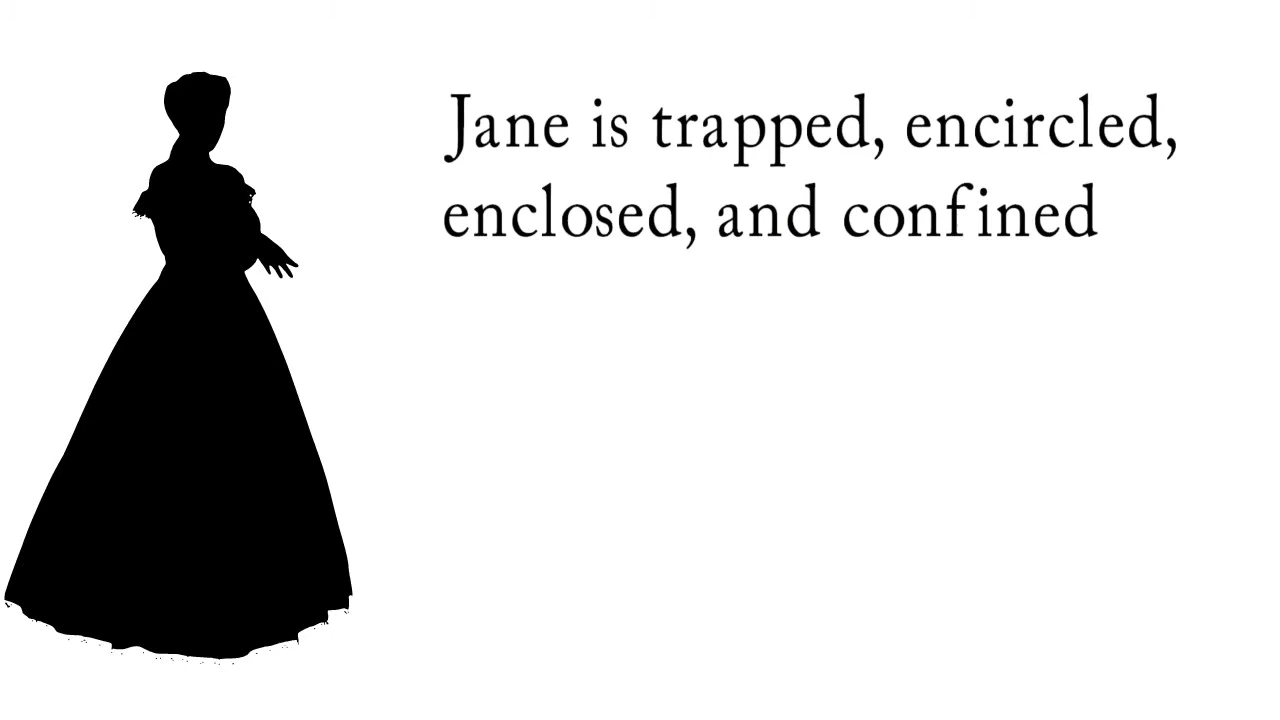 Jane is trapped, encircled,
enclosed, and confined